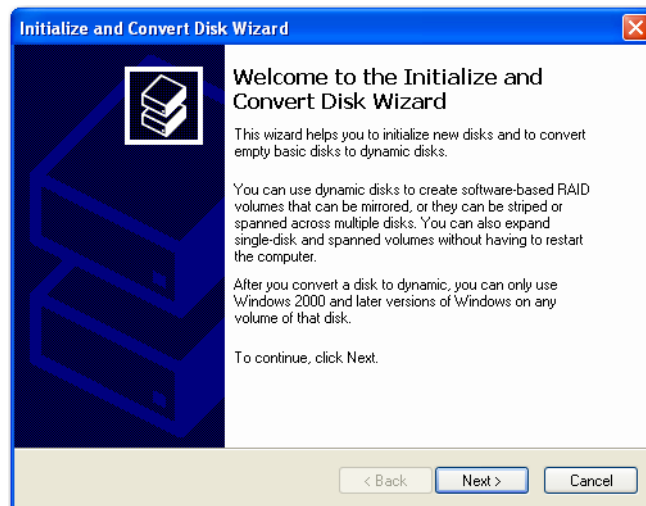 Initialize and Convert Disk Wizard
Welcome to the Initialize and
Convert Disk Wizard
This wizard helps you to initialize new disks and to convert
empty basic disks to dynamic disks.
You can use dynamic disks to create software-based RAID
volumes that can be mirrored, or they can be striped or
spanned across multiple disks. You can also expand
single-disk and spanned volumes without having to restart
the computer.
After you convert a disk to dynamic, you can only use
Windows 2000 and later versions of Windows on any
volume of that disk.
To continue, click Next.
< Back Next > Cancel